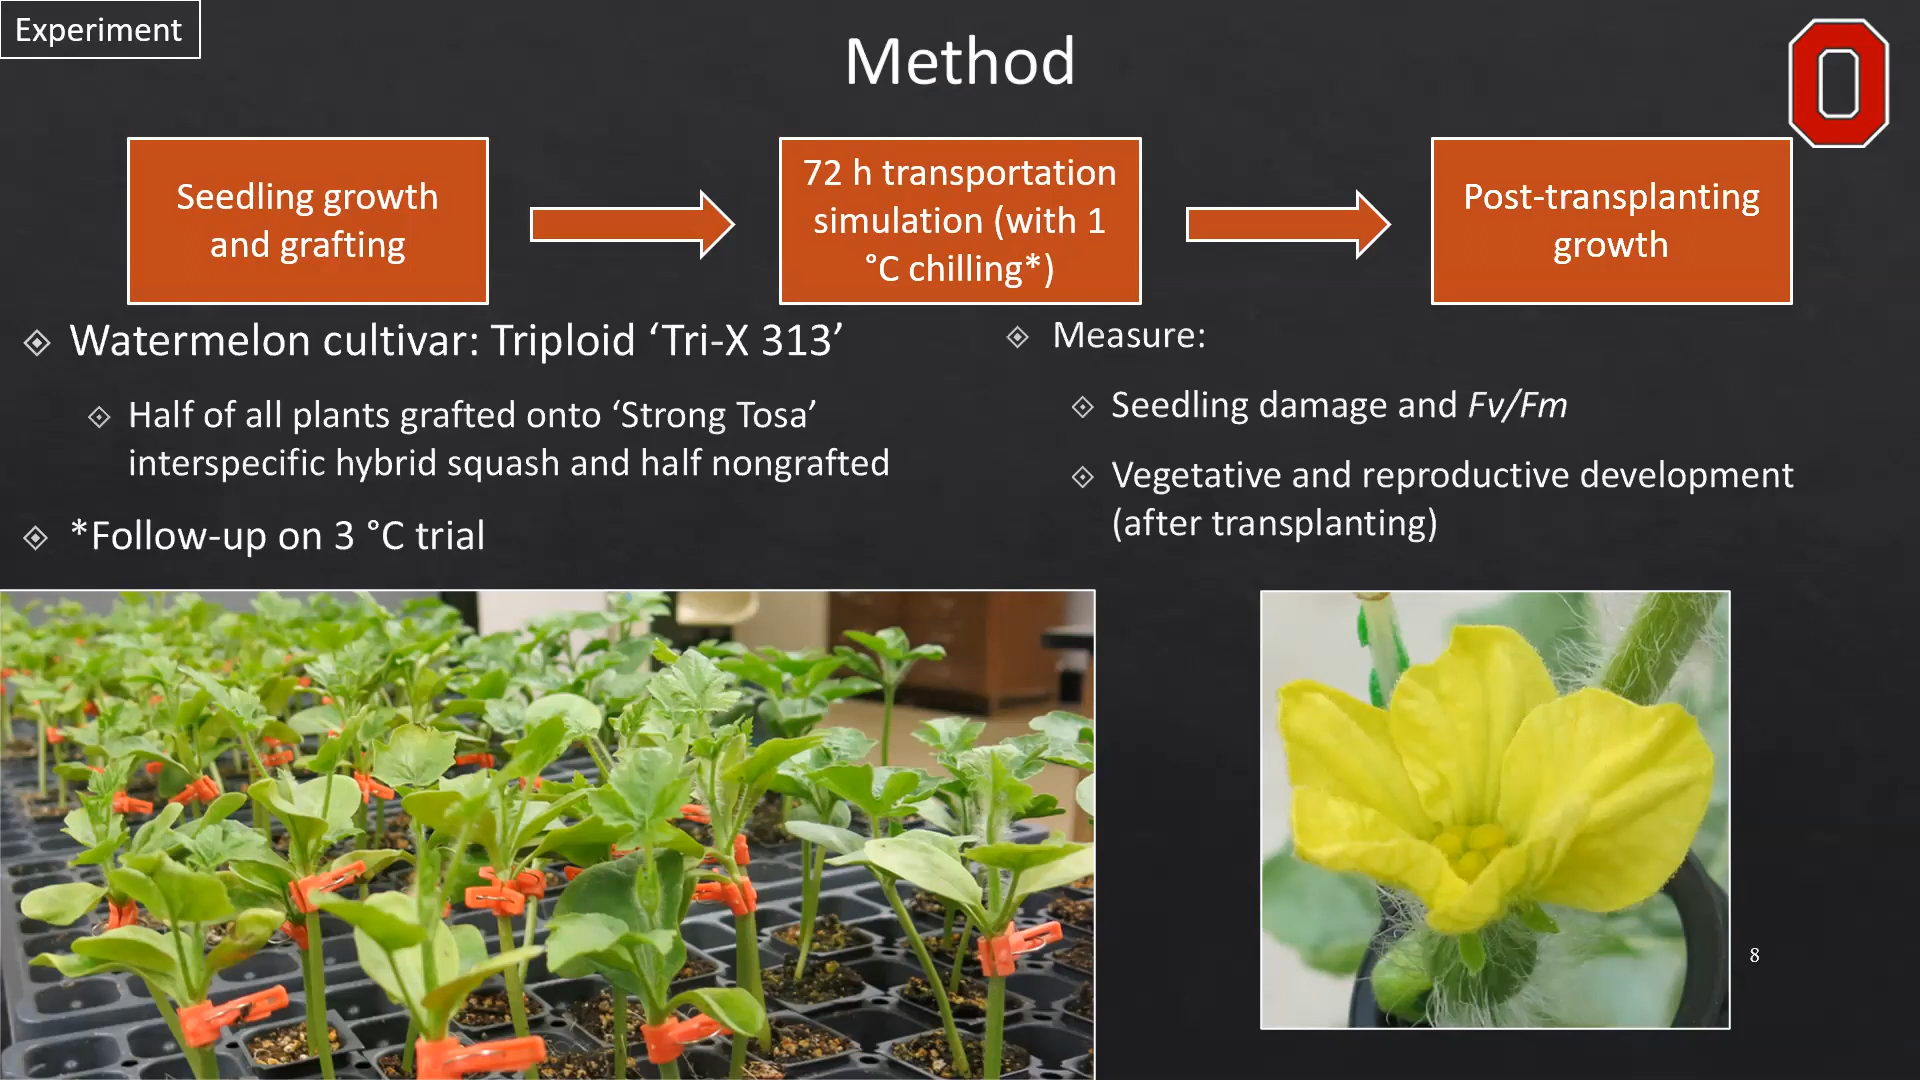 Experiment
Method
Seedling growth
and grafting
72 h transportation
simulation (with 1
°C chilling*)
Post-transplanting
growth
Watermelon cultivar: Triploid ‘Tri-X 313’
Half of all plants grafted onto ‘Strong Tosa’
interspecific hybrid squash and half nongrafted
*Follow-up on 3 °C trial
Measure:
Seedling damage and Fv/Fm
Vegetative and reproductive development
(after transplanting)
8